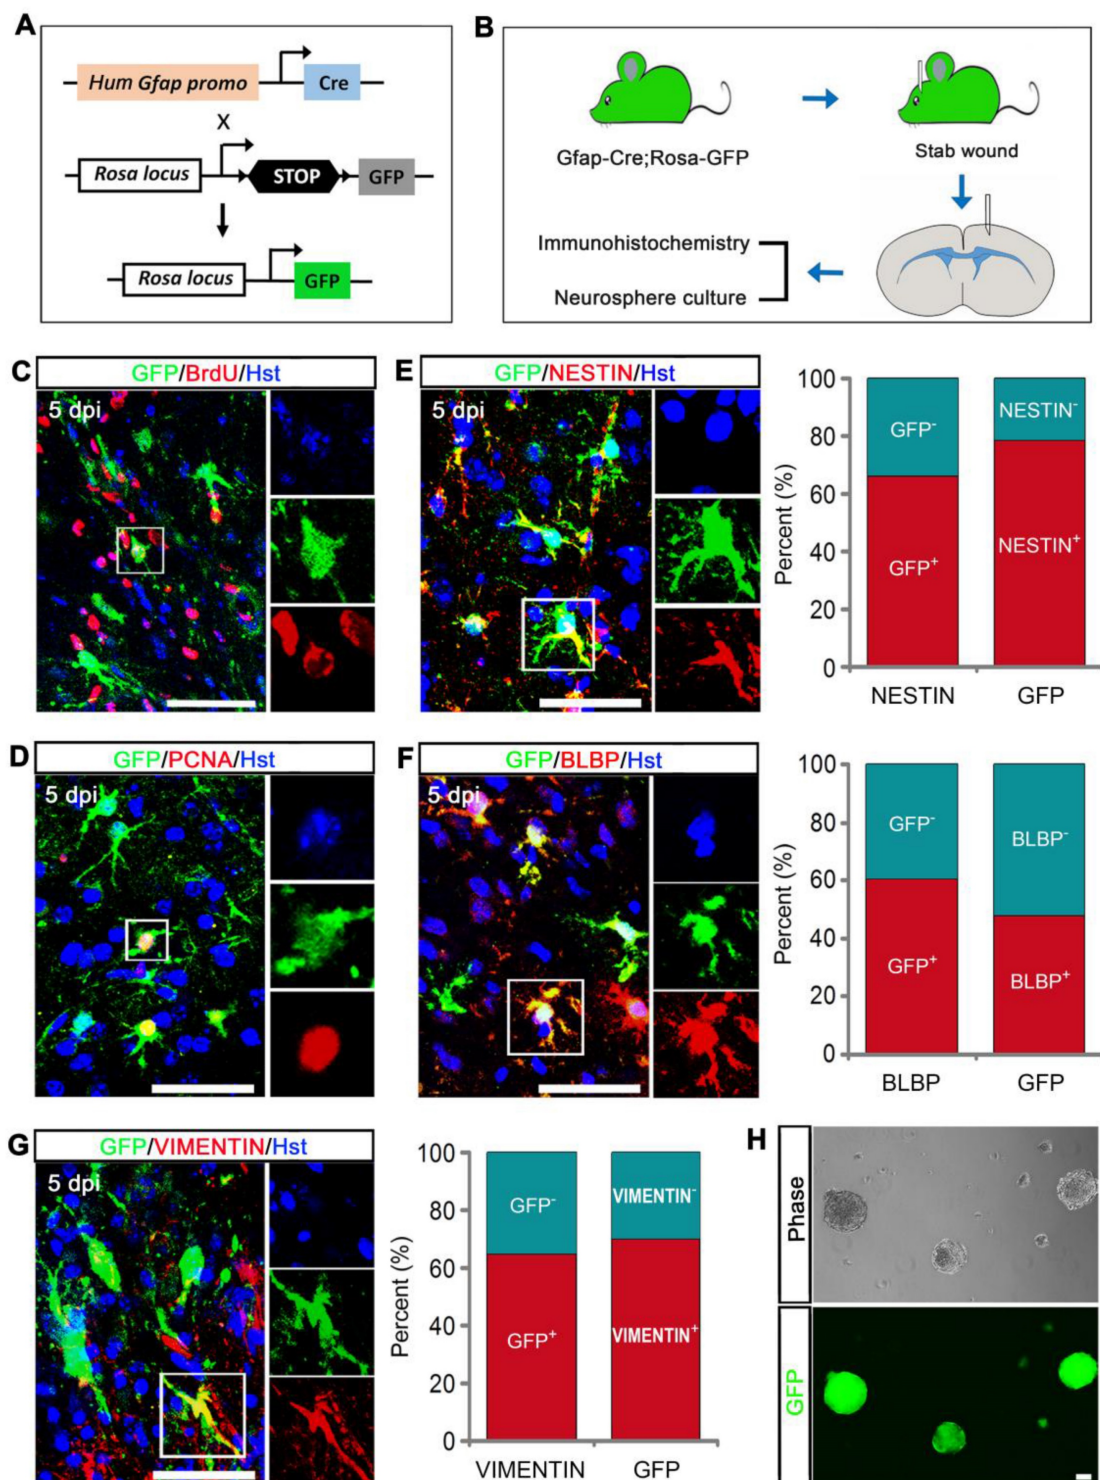 A
Hum Gfap promo
Cre
X
Rosa locus
STOP
GFP
Rosa locus
GFP
B
Gfap-Cre;Rosa-GFP
Stab wound
Immunohistochemistry
Neurosphere culture
C
GFP/BrdU/Hst
5 dpi
E
GFP/NESTIN/Hst
5 dpi
Percent (%)
100
80
60
40
20
0
GFP-
GFP+
NESTIN-
NESTIN+
NESTIN
GFP
D
GFP/PCNA/Hst
5 dpi
F
GFP/BLBP/Hst
5 dpi
Percent (%)
100
80
60
40
20
0
GFP-
GFP+
BLBP-
BLBP+
BLBP
GFP
G
GFP/VIMENTIN/Hst
5 dpi
Percent (%)
100
80
60
40
20
0
GFP-
GFP+
VIMENTIN-
VIMENTIN+
VIMENTIN
GFP
H
Phase
GFP